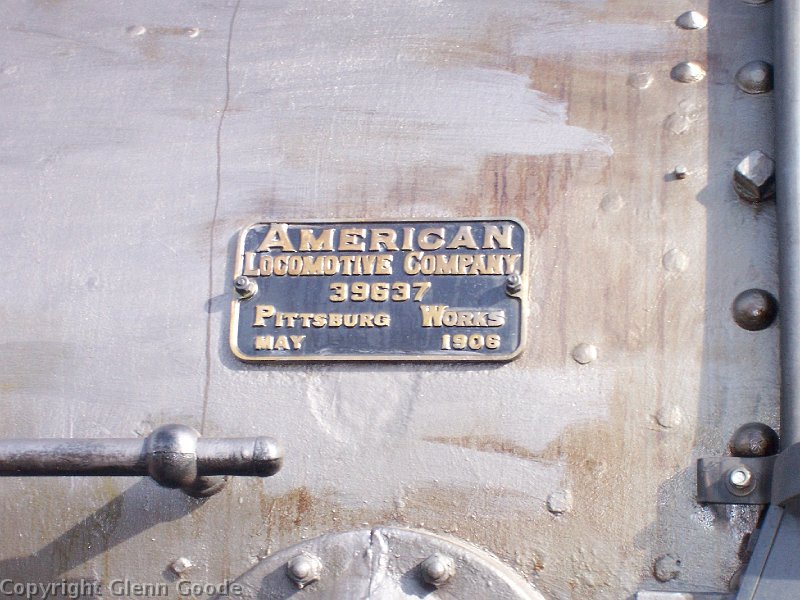 AMERICAN
LOCOMOTIVE COMPANY
39637
PITTSBURG WORKS
MAY 1906
Copyright Glenn Goode